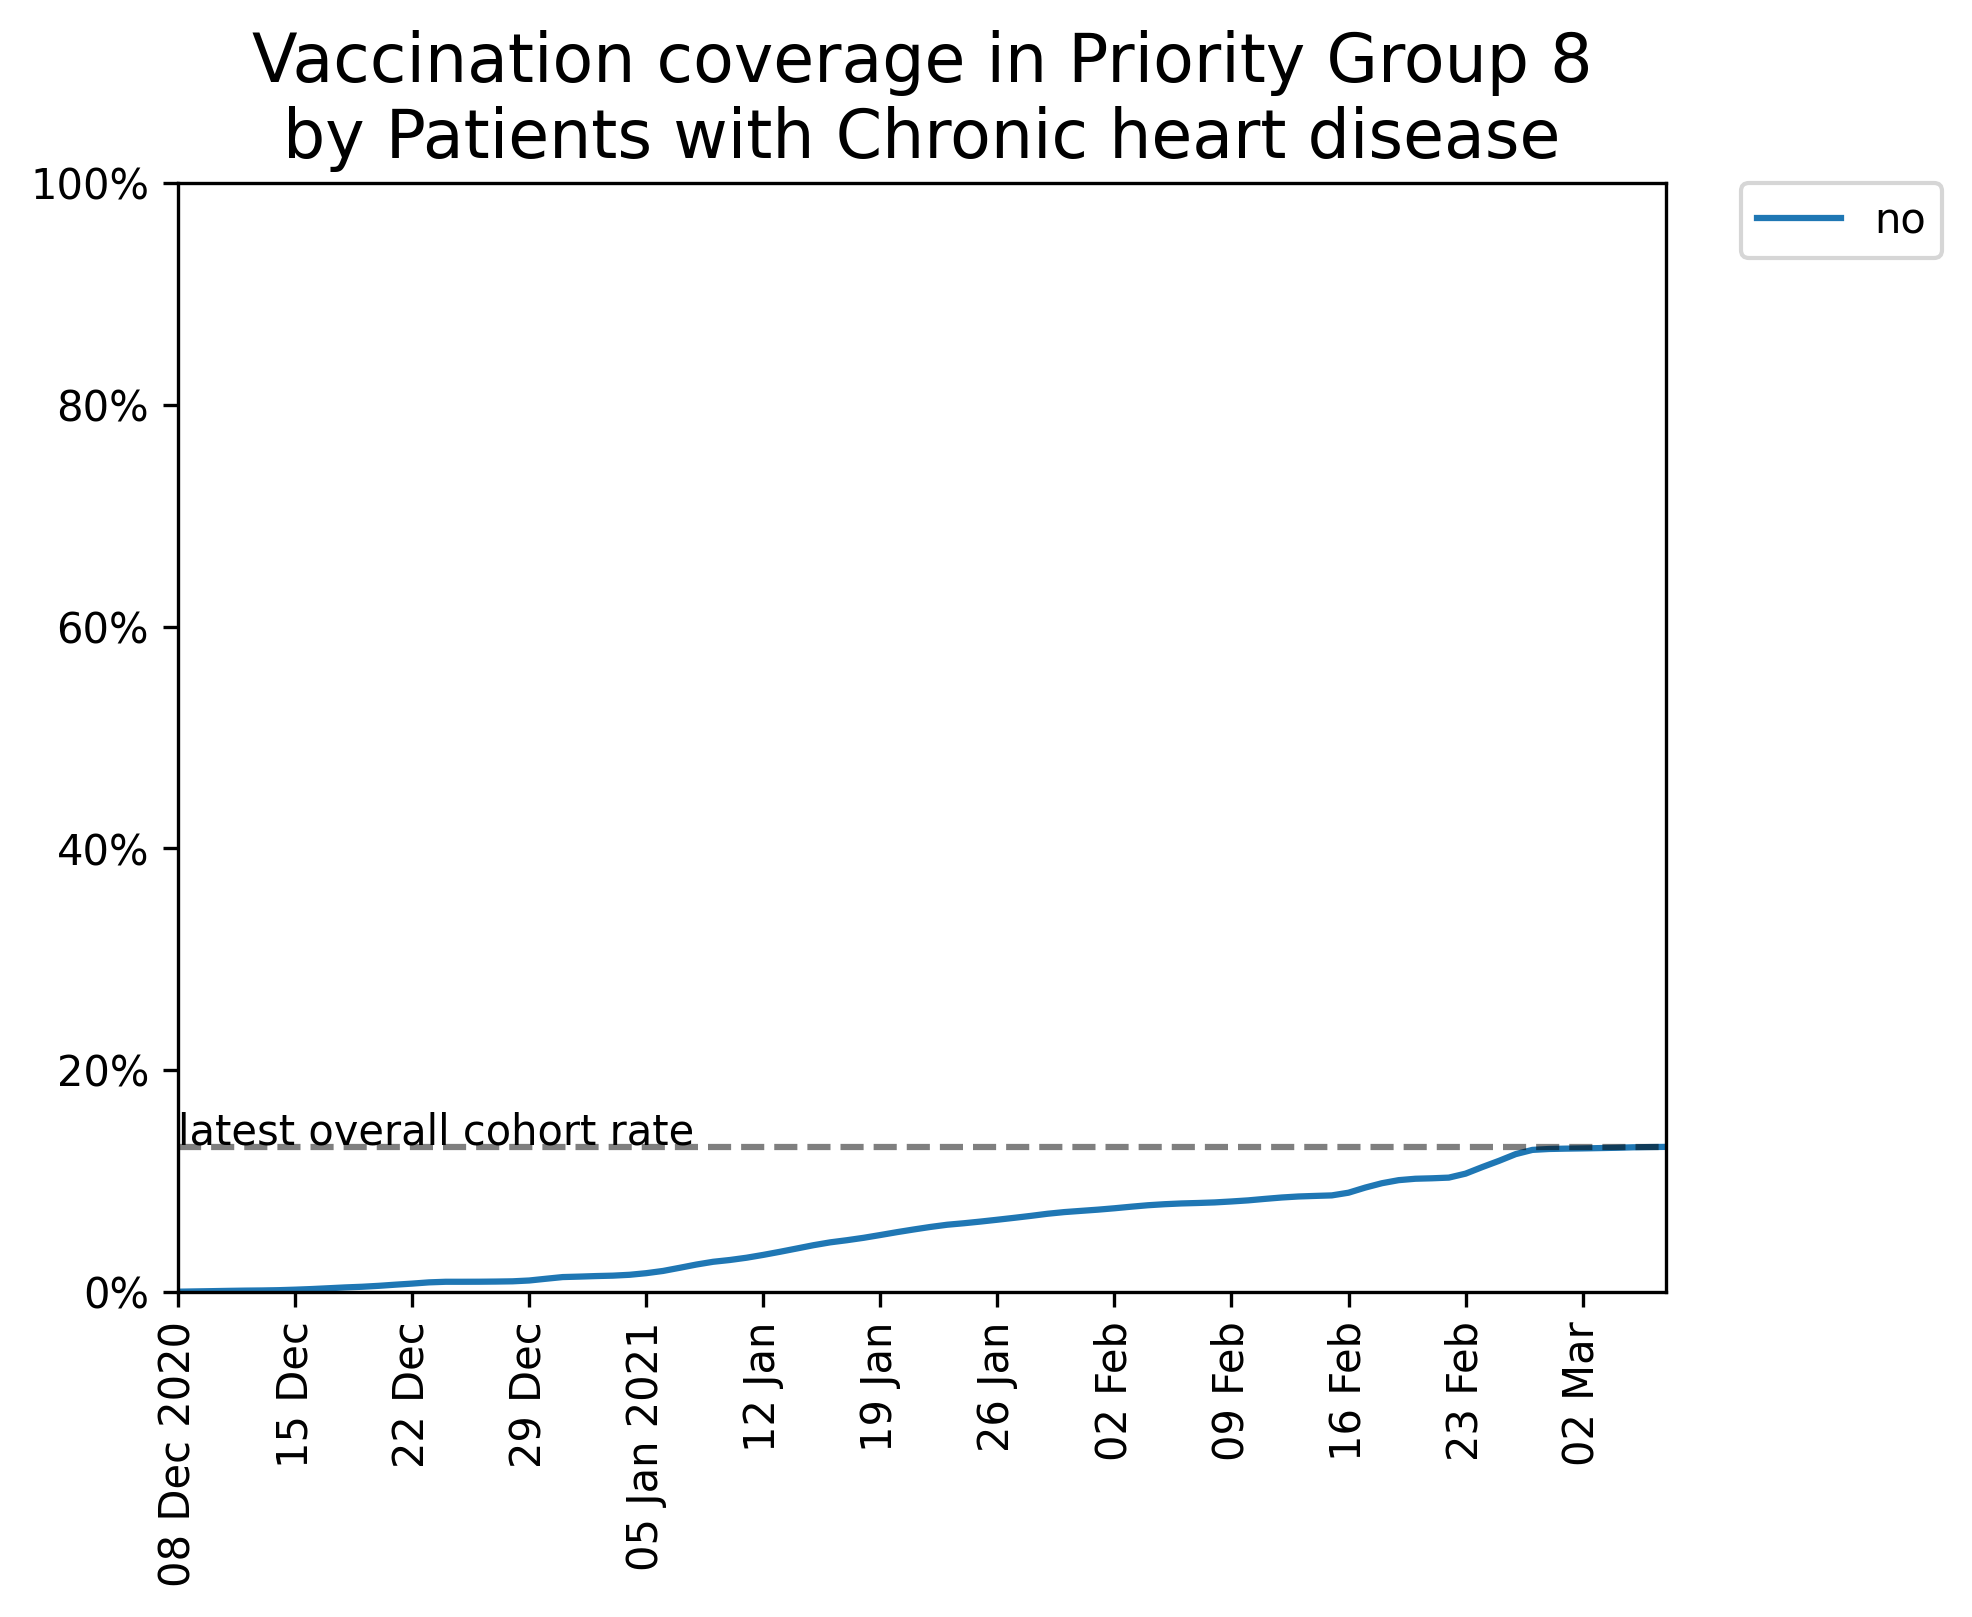 Vaccination coverage in Priority Group 8
by Patients with Chronic heart disease
100%
80%
60%
40%
20%
0%
no
latest overall cohort rate
08 Dec 2020
15 Dec
22 Dec
29 Dec
05 Jan 2021
12 Jan
19 Jan
26 Jan
02 Feb
09 Feb
16 Feb
23 Feb
02 Mar